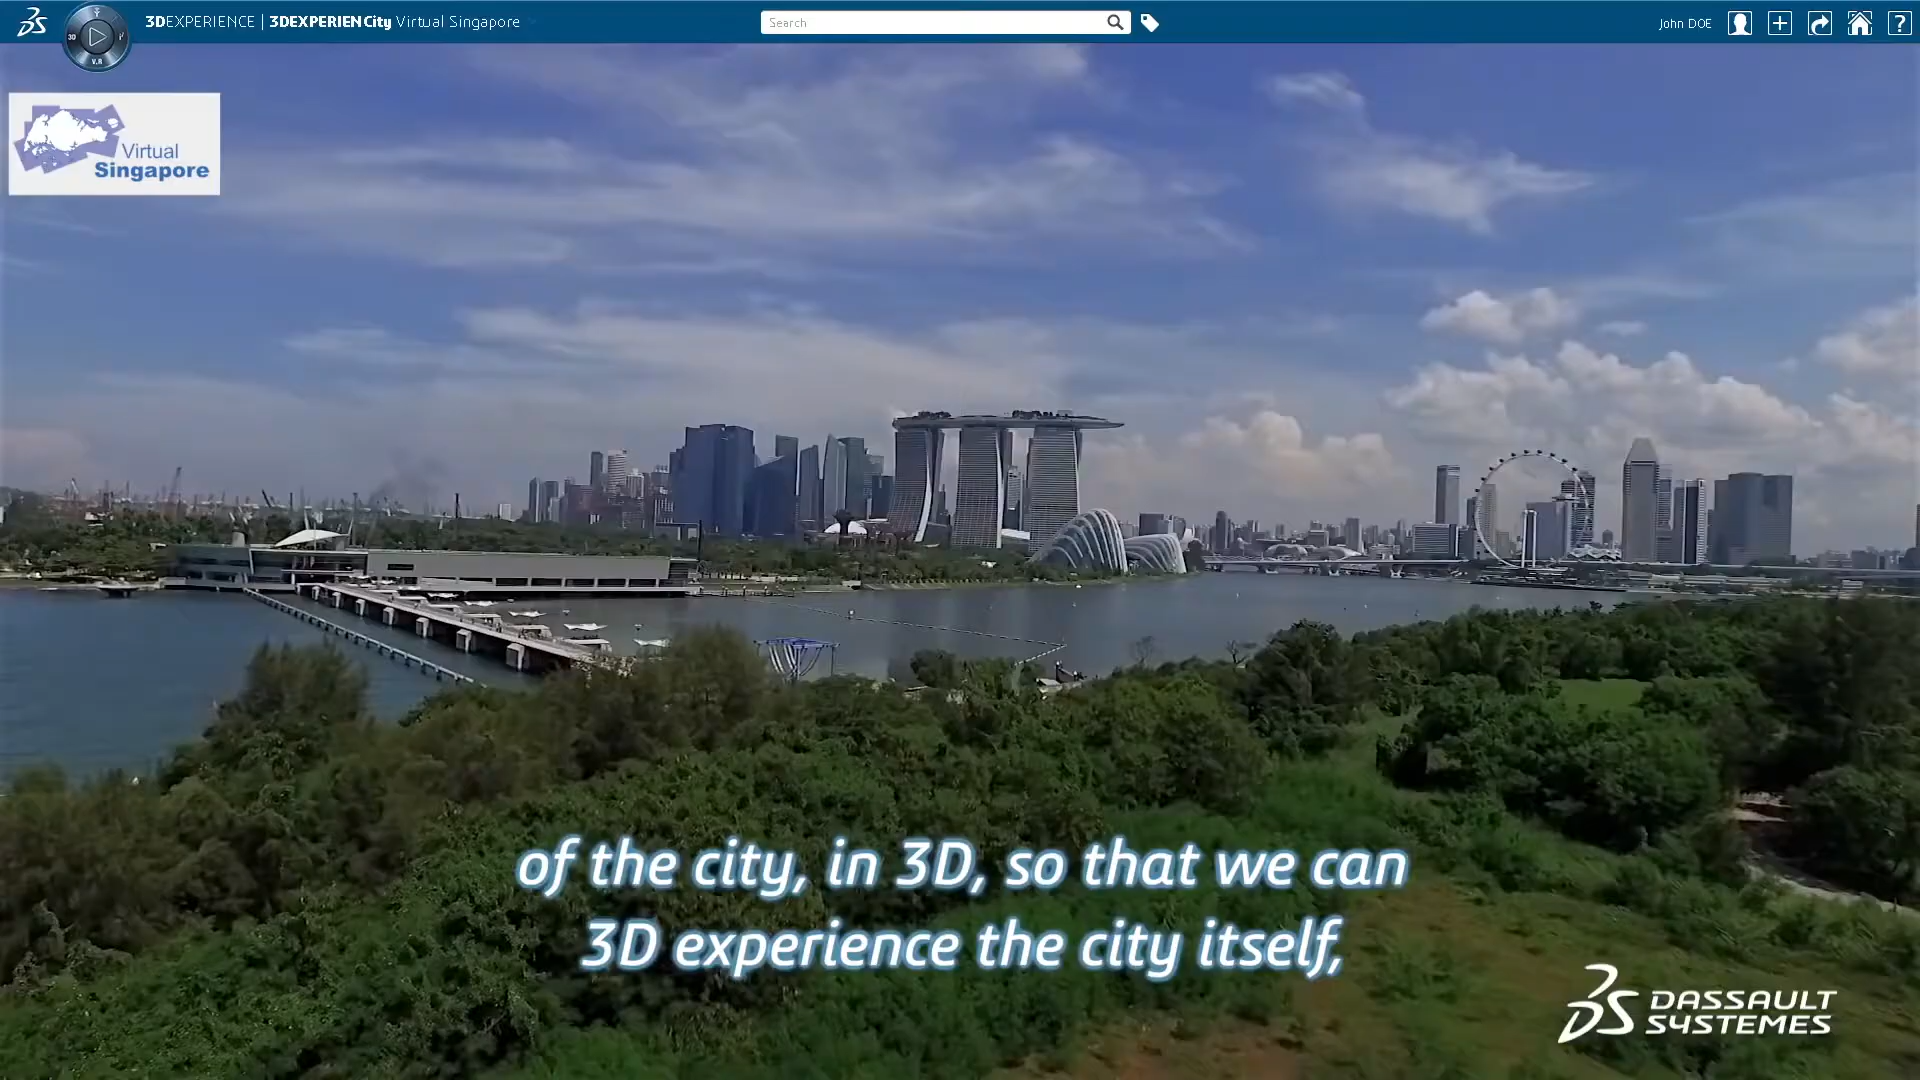 3DEXPERIENCE | 3DEXPERIENCity Virtual Singapore
Search
John DOE
3D
V.R
Virtual
Singapore
of the city, in 3D, so that we can
3D experience the city itself,
DASSAULT
SYSTEMES